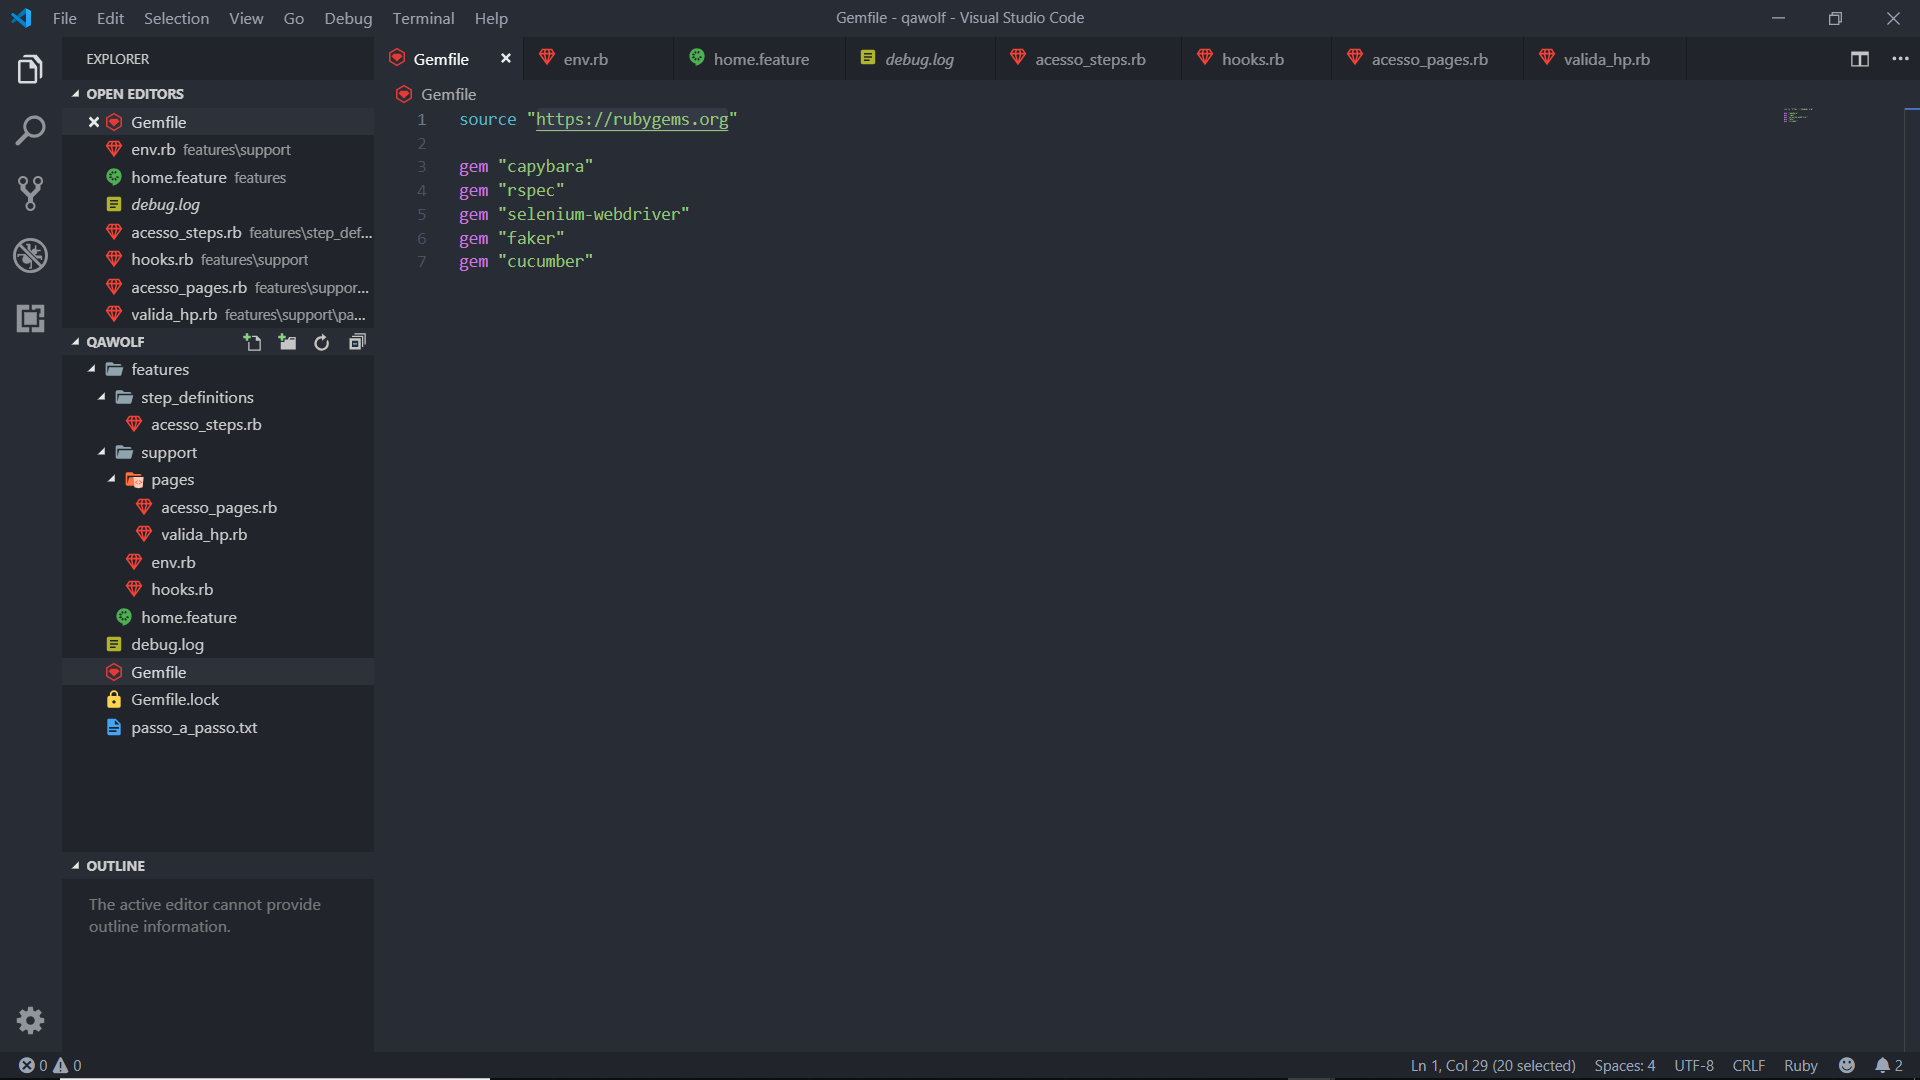 File Edit Selection View Go Debug Terminal Help
Gemfile - qawolf - Visual Studio Code
EXPLORER
Gemfile env.rb home.feature debug.log acesso_steps.rb hooks.rb acesso_pages.rb valida_hp.rb
OPEN EDITORS
Gemfile
env.rb features\support
home.feature features
debug.log
acesso_steps.rb features\step_def...
hooks.rb features\support
acesso_pages.rb features\suppor...
valida_hp.rb features\support\pa...
QAWOLF
features
step_definitions
acesso_steps.rb
support
pages
acesso_pages.rb
valida_hp.rb
env.rb
hooks.rb
home.feature
debug.log
Gemfile
Gemfile.lock
passo_a_passo.txt
OUTLINE
The active editor cannot provide
outline information.
Gemfile
1 source "https://rubygems.org"
2
3 gem "capybara"
4 gem "rspec"
5 gem "selenium-webdriver"
6 gem "faker"
7 gem "cucumber"
0 0
Ln 1, Col 29 (20 selected) Spaces: 4 UTF-8 CRLF Ruby 2